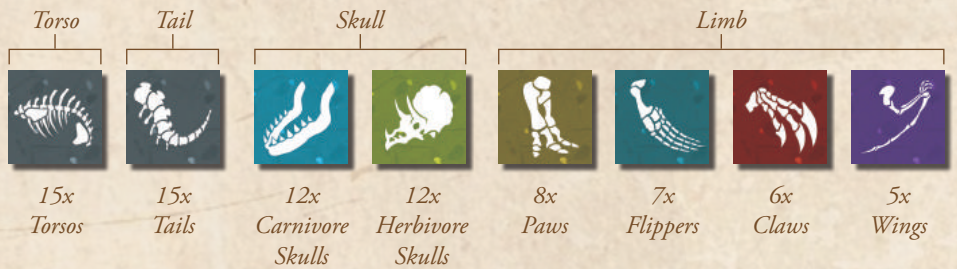 Torso Tail Skull Limb
15x 15x 12x 12x 8x 7x 6x 5x
Torsos Tails Carnivore Herbivore Paws Flippers Claws Wings
Skulls Skulls